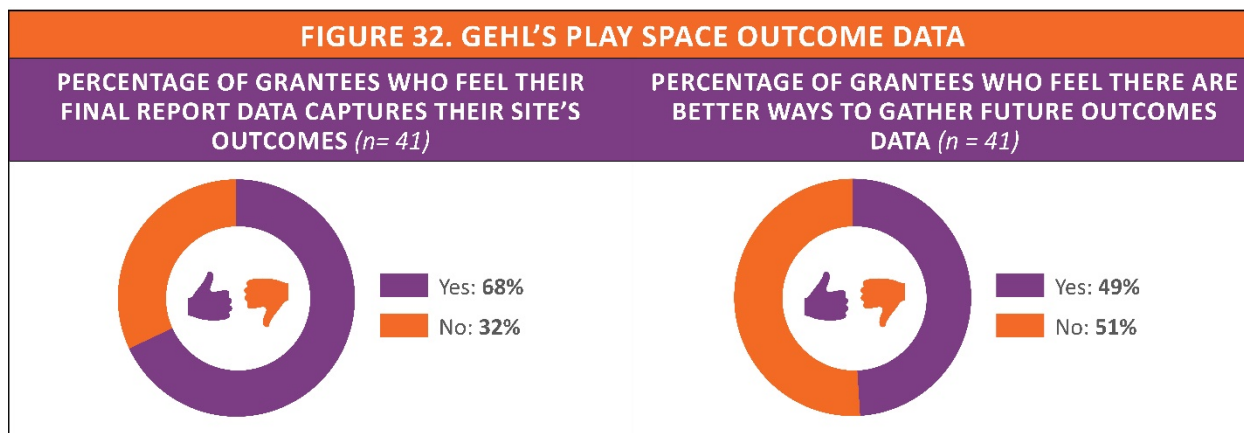 FIGURE 32. GEHL'S PLAY SPACE OUTCOME DATA
PERCENTAGE OF GRANTEES WHO FEEL THEIR
FINAL REPORT DATA CAPTURES THEIR SITE'S
OUTCOMES (n= 41)
PERCENTAGE OF GRANTEES WHO FEEL THERE ARE
BETTER WAYS TO GATHER FUTURE OUTCOMES
DATA (n = 41)
Yes: 68%
No: 32%
Yes: 49%
No: 51%